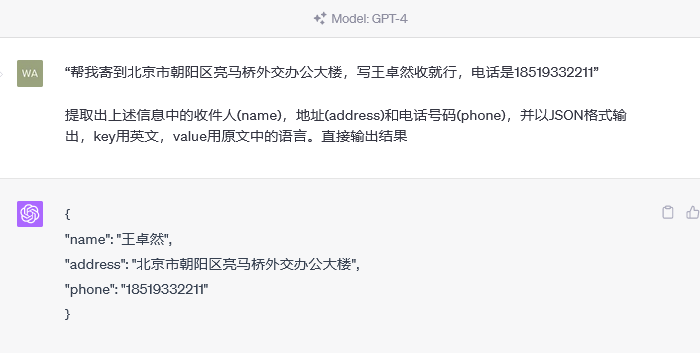 Model: GPT-4
WA
“帮我寄到北京市朝阳区亮马桥外交办公大楼，写王卓然收就行，电话是18519332211”
提取出上述信息中的收件人(name)，地址(address)和电话号码(phone)，并以JSON格式输
出，key用英文，value用原文中的语言。直接输出结果
{
"name": "王卓然",
"address": "北京市朝阳区亮马桥外交办公大楼",
"phone": "18519332211"
}